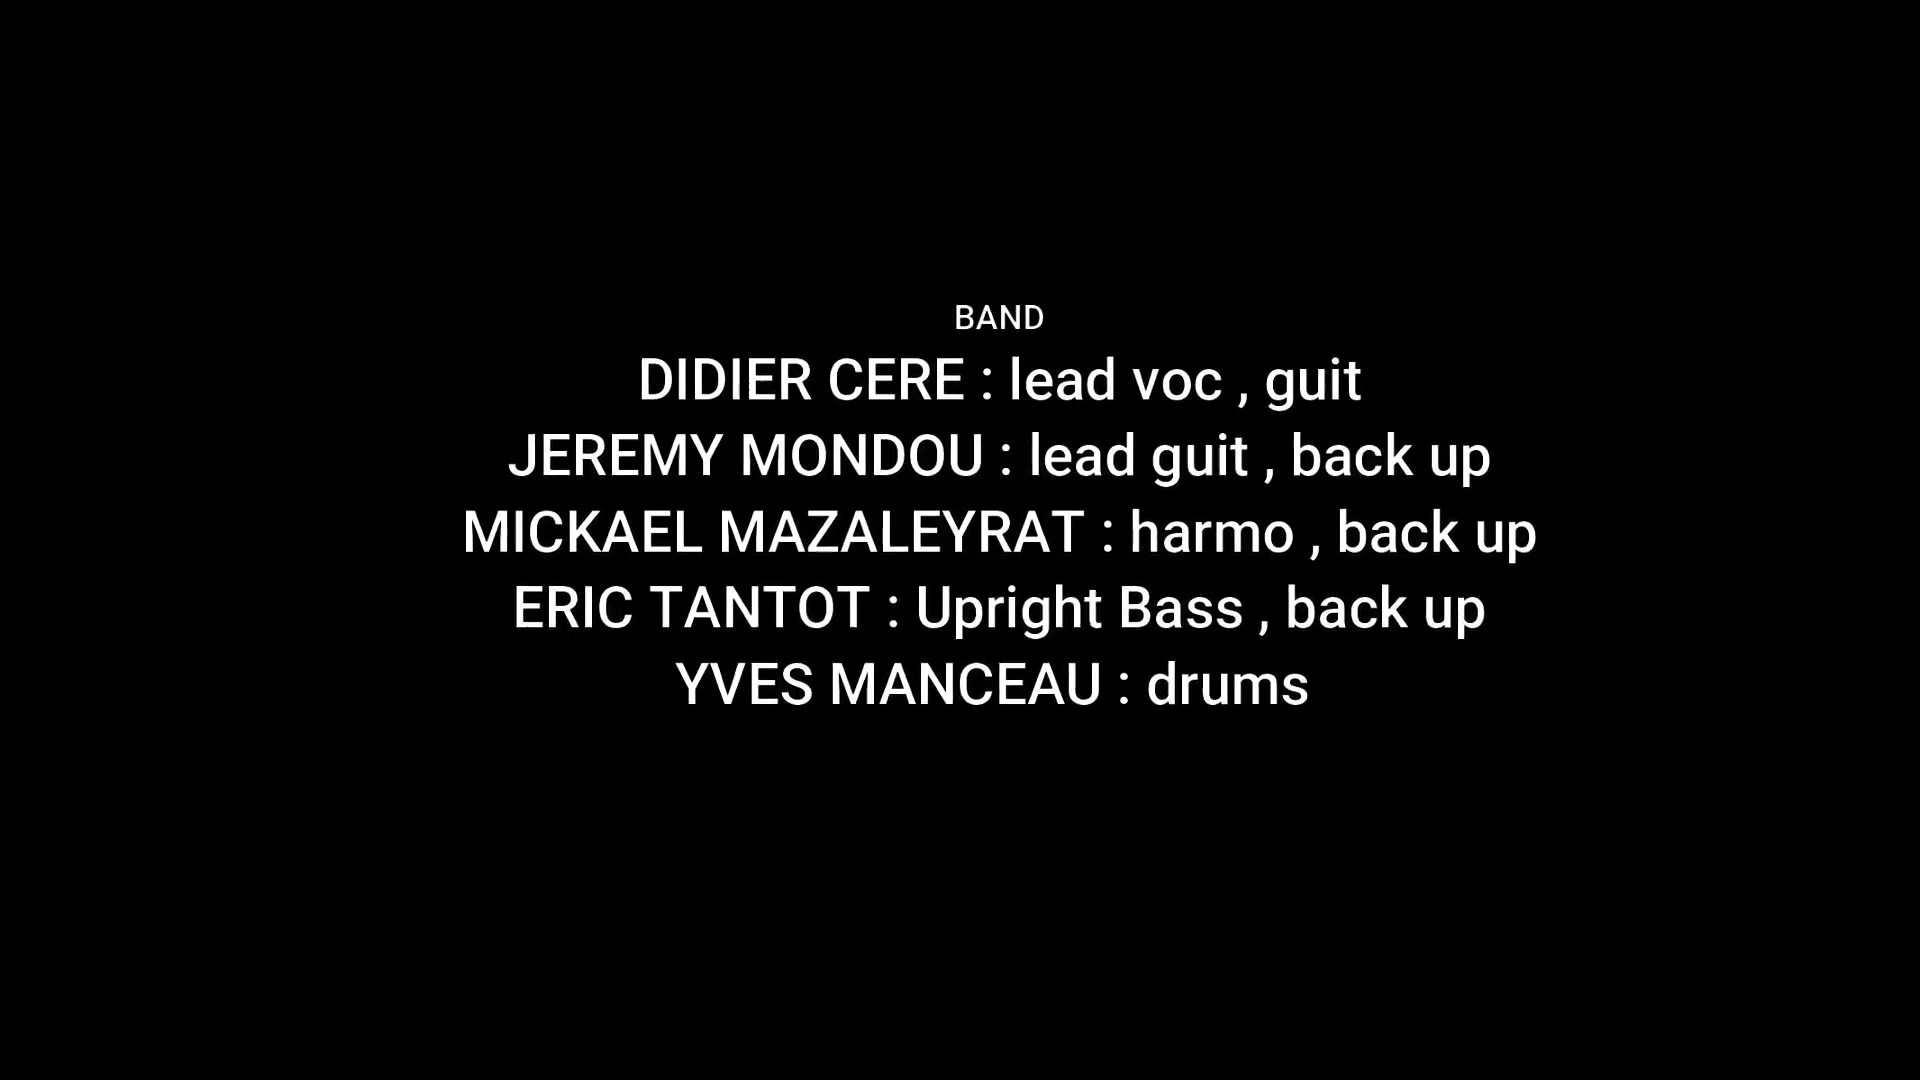 BAND
DIDIER CERE : lead voc , guit
JEREMY MONDOU : lead guit , back up
MICKAEL MAZALEYRAT : harmo , back up
ERIC TANTOT : Upright Bass , back up
YVES MANCEAU : drums